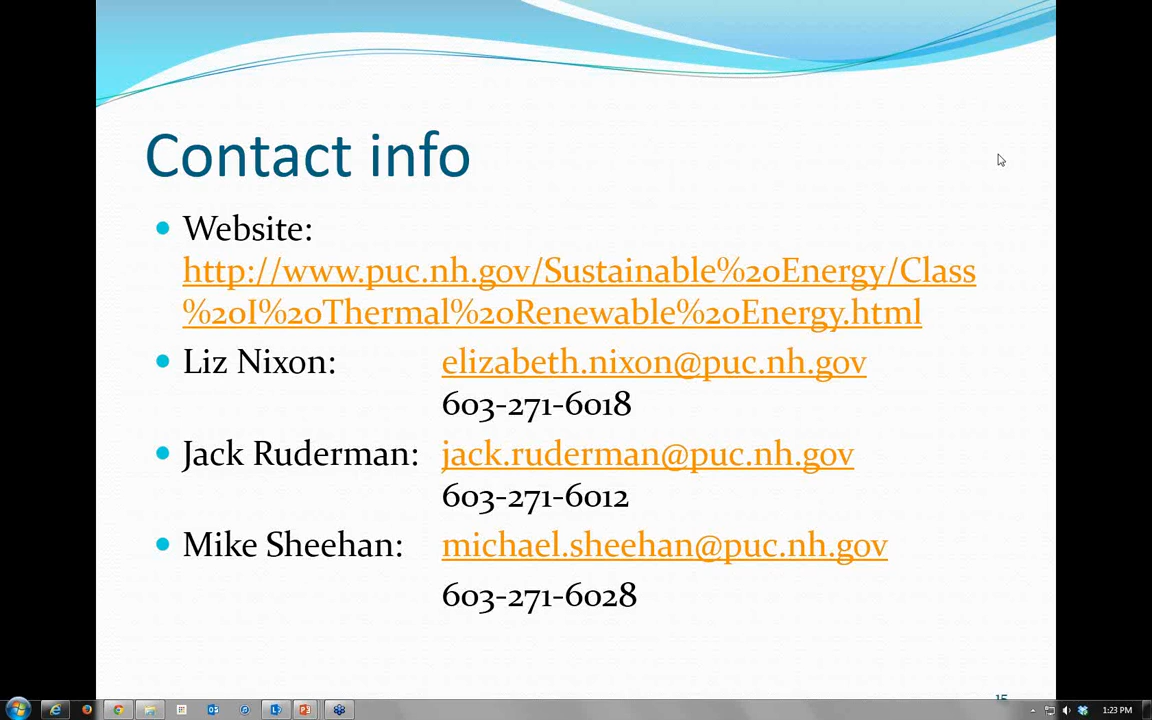 Contact info
Website:
http://www.puc.nh.gov/Sustainable%20Energy/Class
%20I%20Thermal%20Renewable%20Energy.html
Liz Nixon: elizabeth.nixon@puc.nh.gov
603-271-6018
Jack Ruderman: jack.ruderman@puc.nh.gov
603-271-6012
Mike Sheehan: michael.sheehan@puc.nh.gov
603-271-6028
15
1:23 PM